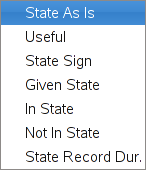 State As Is
Useful
State Sign
Given State
In State
Not In State
State Record Dur.